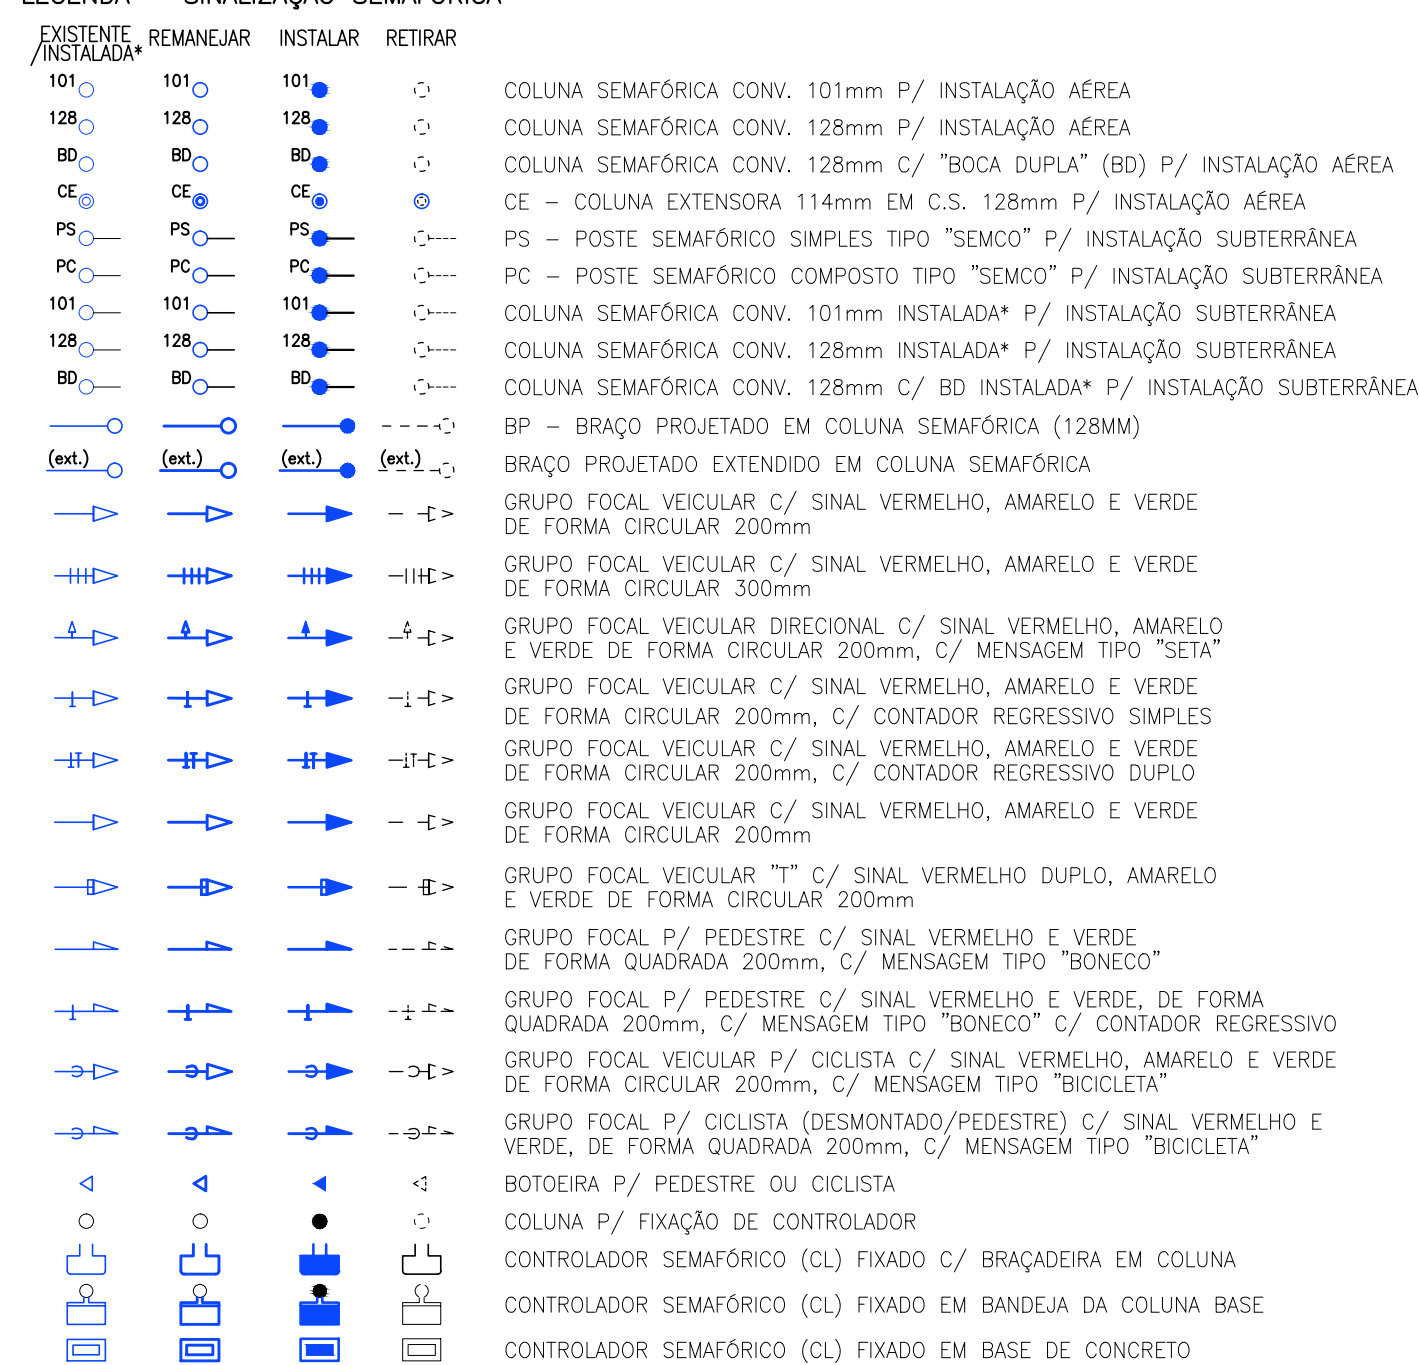 LEGENDA - SINALIZAÇÃO SEMAFÓRICA
EXISTENTE
/INSTALADA* REMANEJAR INSTALAR RETIRAR
101 101 101 COLUNA SEMAFÓRICA CONV. 101mm P/ INSTALAÇÃO AÉREA
128 128 128 COLUNA SEMAFÓRICA CONV. 128mm P/ INSTALAÇÃO AÉREA
BD BD BD COLUNA SEMAFÓRICA CONV. 128mm C/ "BOCA DUPLA" (BD) P/ INSTALAÇÃO AÉREA
CE CE CE CE – COLUNA EXTENSORA 114mm EM C.S. 128mm P/ INSTALAÇÃO AÉREA
PS PS PS PS – POSTE SEMAFÓRICO SIMPLES TIPO "SEMCO" P/ INSTALAÇÃO SUBTERRÂNEA
PC PC PC PC – POSTE SEMAFÓRICO COMPOSTO TIPO "SEMCO" P/ INSTALAÇÃO SUBTERRÂNEA
101 101 101 COLUNA SEMAFÓRICA CONV. 101mm INSTALADA* P/ INSTALAÇÃO SUBTERRÂNEA
128 128 128 COLUNA SEMAFÓRICA CONV. 128mm INSTALADA* P/ INSTALAÇÃO SUBTERRÂNEA
BD BD BD COLUNA SEMAFÓRICA CONV. 128mm C/ BD INSTALADA* P/ INSTALAÇÃO SUBTERRÂNEA
BP – BRAÇO PROJETADO EM COLUNA SEMAFÓRICA (128MM)
(ext.) (ext.) (ext.) (ext.) BRAÇO PROJETADO EXTENDIDO EM COLUNA SEMAFÓRICA
GRUPO FOCAL VEICULAR C/ SINAL VERMELHO, AMARELO E VERDE
DE FORMA CIRCULAR 200mm
GRUPO FOCAL VEICULAR C/ SINAL VERMELHO, AMARELO E VERDE
DE FORMA CIRCULAR 300mm
GRUPO FOCAL VEICULAR DIRECIONAL C/ SINAL VERMELHO, AMARELO
E VERDE DE FORMA CIRCULAR 200mm, C/ MENSAGEM TIPO "SETA"
GRUPO FOCAL VEICULAR C/ SINAL VERMELHO, AMARELO E VERDE
DE FORMA CIRCULAR 200mm, C/ CONTADOR REGRESSIVO SIMPLES
GRUPO FOCAL VEICULAR C/ SINAL VERMELHO, AMARELO E VERDE
DE FORMA CIRCULAR 200mm, C/ CONTADOR REGRESSIVO DUPLO
GRUPO FOCAL VEICULAR C/ SINAL VERMELHO, AMARELO E VERDE
DE FORMA CIRCULAR 200mm
GRUPO FOCAL VEICULAR "T" C/ SINAL VERMELHO DUPLO, AMARELO
E VERDE DE FORMA CIRCULAR 200mm
GRUPO FOCAL P/ PEDESTRE C/ SINAL VERMELHO E VERDE
DE FORMA QUADRADA 200mm, C/ MENSAGEM TIPO "BONECO"
GRUPO FOCAL P/ PEDESTRE C/ SINAL VERMELHO E VERDE, DE FORMA
QUADRADA 200mm, C/ MENSAGEM TIPO "BONECO" C/ CONTADOR REGRESSIVO
GRUPO FOCAL VEICULAR P/ CICLISTA C/ SINAL VERMELHO, AMARELO E VERDE
DE FORMA CIRCULAR 200mm, C/ MENSAGEM TIPO "BICICLETA"
GRUPO FOCAL P/ CICLISTA (DESMONTADO/PEDESTRE) C/ SINAL VERMELHO E
VERDE, DE FORMA QUADRADA 200mm, C/ MENSAGEM TIPO "BICICLETA"
BOTOEIRA P/ PEDESTRE OU CICLISTA
COLUNA P/ FIXAÇÃO DE CONTROLADOR
CONTROLADOR SEMAFÓRICO (CL) FIXADO C/ BRAÇADEIRA EM COLUNA
CONTROLADOR SEMAFÓRICO (CL) FIXADO EM BANDEJA DA COLUNA BASE
CONTROLADOR SEMAFÓRICO (CL) FIXADO EM BASE DE CONCRETO